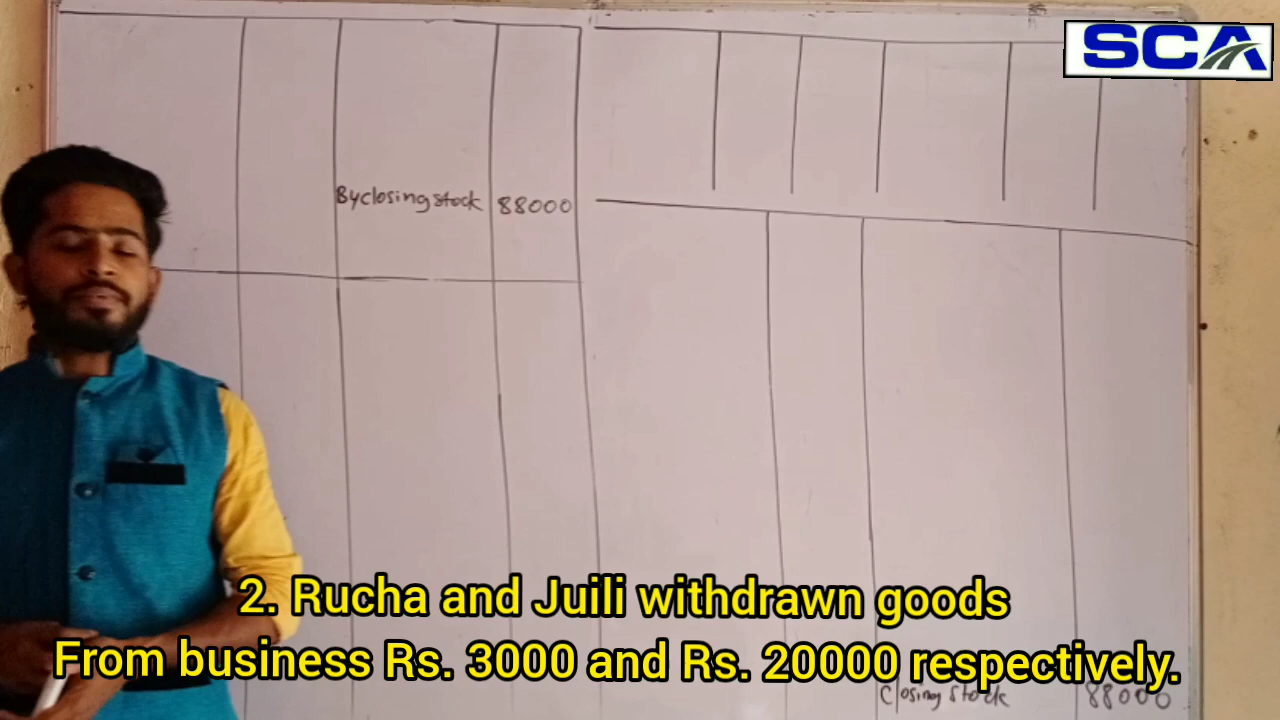 SCA
By closing stock 88000
2. Rucha and Juili withdrawn goods
From business Rs. 3000 and Rs. 20000 respectively.
Closing stock 88000